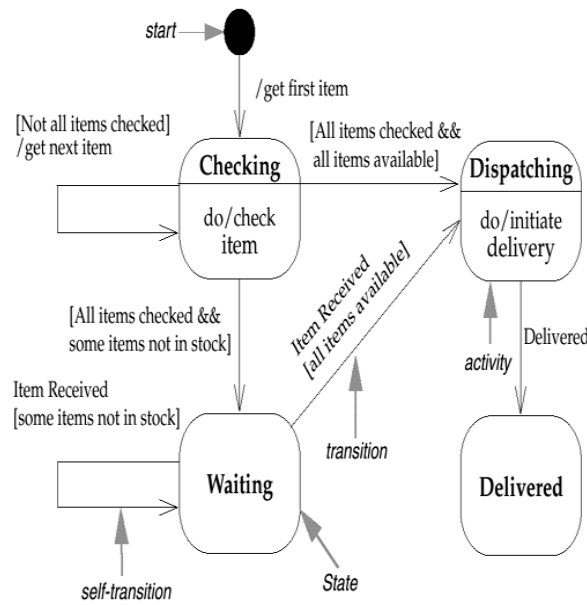 start
/get first item
[Not all items checked]
/get next item
[All items checked &&
all items available]
Checking
Dispatching
do/check
item
do/initiate
delivery
Item Received
[all items available]
[All items checked &&
some items not in stock]
Delivered
activity
Item Received
[some items not in stock]
transition
Waiting
Delivered
self-transition
State